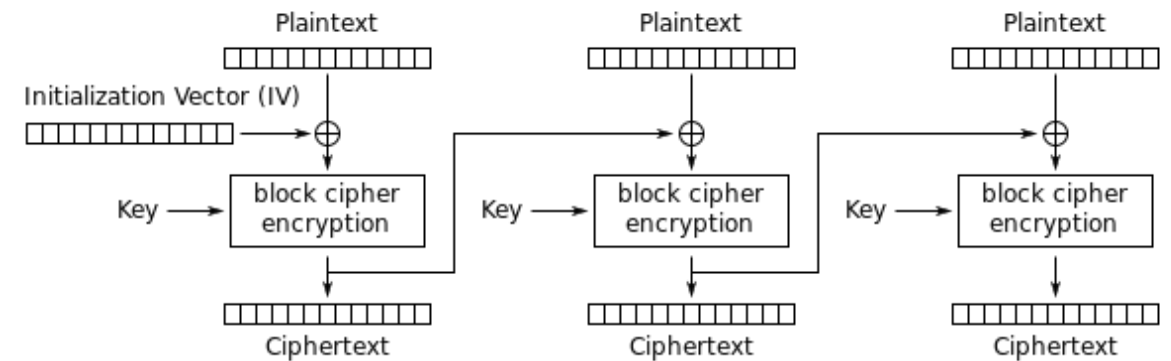 Plaintext
Plaintext
Plaintext
Initialization Vector (IV)
Key
block cipher
encryption
Key
block cipher
encryption
Key
block cipher
encryption
Ciphertext
Ciphertext
Ciphertext